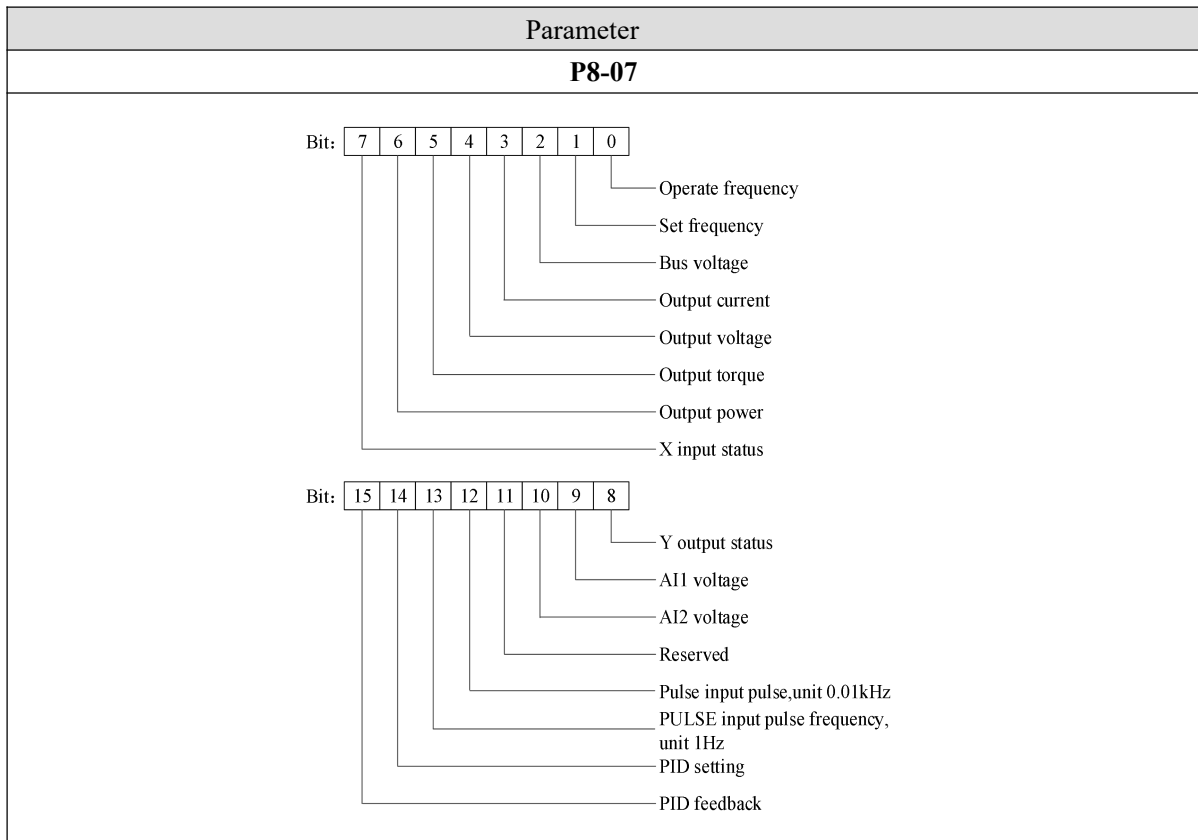 Parameter
P8-07
Bit: 7 6 5 4 3 2 1 0
Operate frequency
Set frequency
Bus voltage
Output current
Output voltage
Output torque
Output power
X input status
Bit: 15 14 13 12 11 10 9 8
Y output status
AI1 voltage
AI2 voltage
Reserved
Pulse input pulse,unit 0.01kHz
PULSE input pulse frequency,
unit 1Hz
PID setting
PID feedback